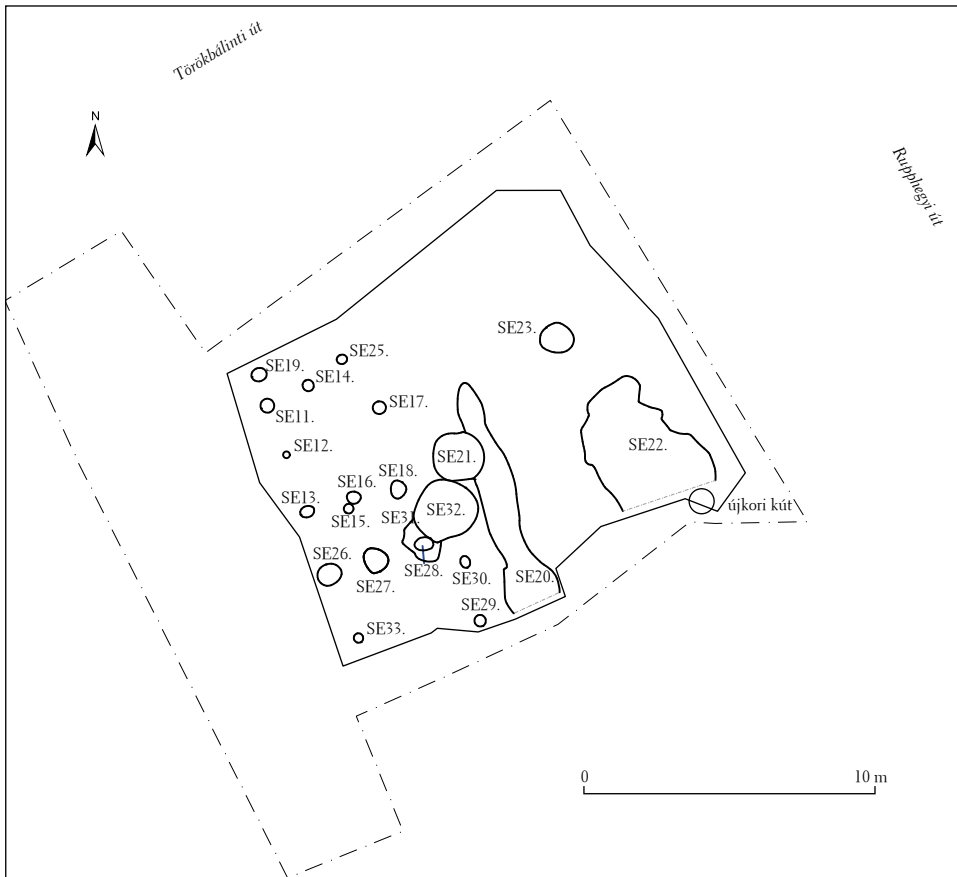 Törökbálinti út
N
Rupphegyi út
SE23.
SE25.
SE19.
SE14.
SE11.
SE17.
SE12.
SE22.
SE21.
SE18.
SE16.
SE13.
SE15.
SE31.
SE32.
újkori kút
SE26.
SE27.
SE28.
SE30.
SE20.
SE29.
SE33.
0
10 m